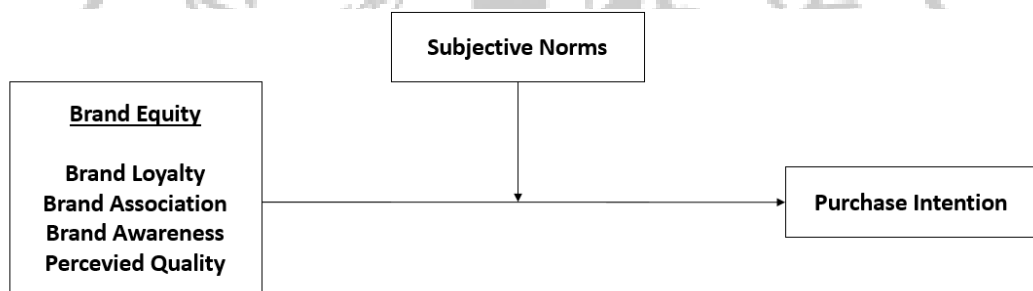 Subjective Norms
Brand Equity
Brand Loyalty
Brand Association
Brand Awareness
Percevied Quality
Purchase Intention